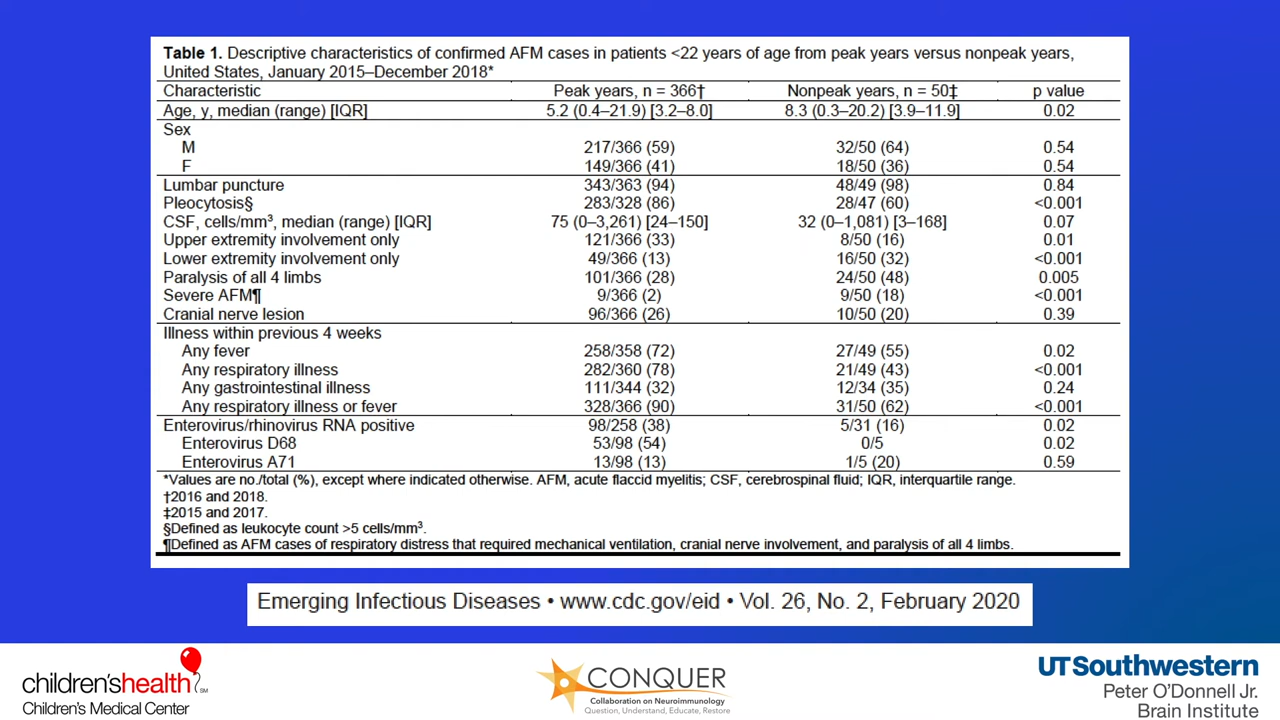 Table 1. Descriptive characteristics of confirmed AFM cases in patients <22 years of age from peak years versus nonpeak years,
United States, January 2015–December 2018*
Characteristic Peak years, n = 366† Nonpeak years, n = 50‡ p value
Age, y, median (range) [IQR] 5.2 (0.4–21.9) [3.2–8.0] 8.3 (0.3–20.2) [3.9–11.9] 0.02
Sex
M 217/366 (59) 32/50 (64) 0.54
F 149/366 (41) 18/50 (36) 0.54
Lumbar puncture 343/363 (94) 48/49 (98) 0.84
Pleocytosis§ 283/328 (86) 28/47 (60) <0.001
CSF, cells/mm³, median (range) [IQR] 75 (0–3,261) [24–150] 32 (0–1,081) [3–168] 0.07
Upper extremity involvement only 121/366 (33) 8/50 (16) 0.01
Lower extremity involvement only 49/366 (13) 16/50 (32) <0.001
Paralysis of all 4 limbs 101/366 (28) 24/50 (48) 0.005
Severe AFM¶ 9/366 (2) 9/50 (18) <0.001
Cranial nerve lesion 96/366 (26) 10/50 (20) 0.39
Illness within previous 4 weeks
Any fever 258/358 (72) 27/49 (55) 0.02
Any respiratory illness 282/360 (78) 21/49 (43) <0.001
Any gastrointestinal illness 111/344 (32) 12/34 (35) 0.24
Any respiratory illness or fever 328/366 (90) 31/50 (62) <0.001
Enterovirus/rhinovirus RNA positive 98/258 (38) 5/31 (16) 0.02
Enterovirus D68 53/98 (54) 0/5 0.02
Enterovirus A71 13/98 (13) 1/5 (20) 0.59
*Values are no./total (%), except where indicated otherwise. AFM, acute flaccid myelitis; CSF, cerebrospinal fluid; IQR, interquartile range.
†2016 and 2018.
‡2015 and 2017.
§Defined as leukocyte count >5 cells/mm³.
¶Defined as AFM cases of respiratory distress that required mechanical ventilation, cranial nerve involvement, and paralysis of all 4 limbs.
Emerging Infectious Diseases • www.cdc.gov/eid • Vol. 26, No. 2, February 2020
children'shealth SM
Children's Medical Center
CONQUER
Collaboration on Neuroimmunology
Question, Understand, Educate, Restore
UTSouthwestern
Peter O'Donnell Jr.
Brain Institute